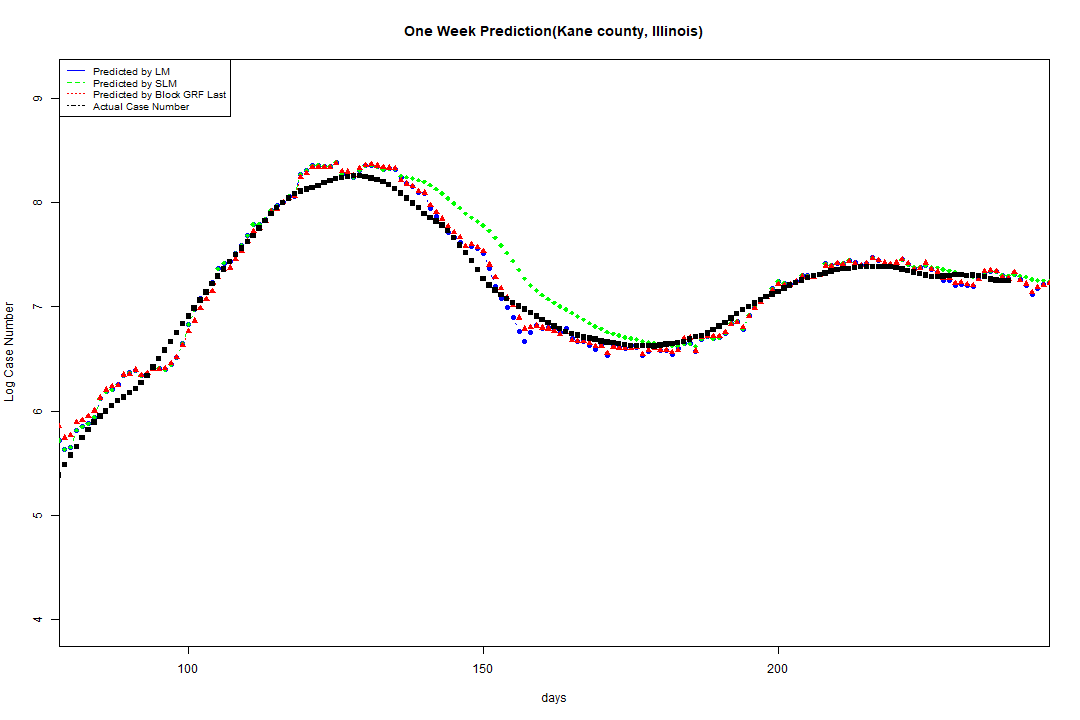 One Week Prediction(Kane county, Illinois)
Predicted by LM
Predicted by SLM
Predicted by Block GRF Last
Actual Case Number
9
8
7
6
5
4
Log Case Number
100 150 200
days